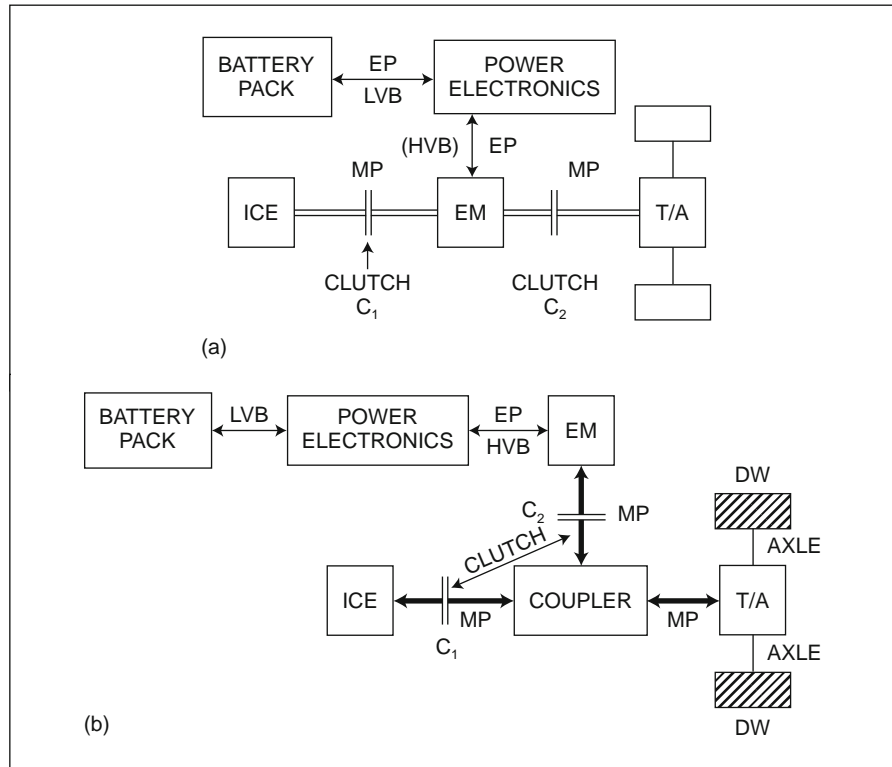 BATTERY
PACK
EP
LVB
POWER
ELECTRONICS
(HVB)
EP
MP
MP
ICE
EM
T/A
CLUTCH
C₁
CLUTCH
C₂
(a)
BATTERY
PACK
LVB
POWER
ELECTRONICS
EP
HVB
EM
DW
C₂
MP
CLUTCH
AXLE
ICE
MP
COUPLER
MP
T/A
C₁
AXLE
DW
(b)